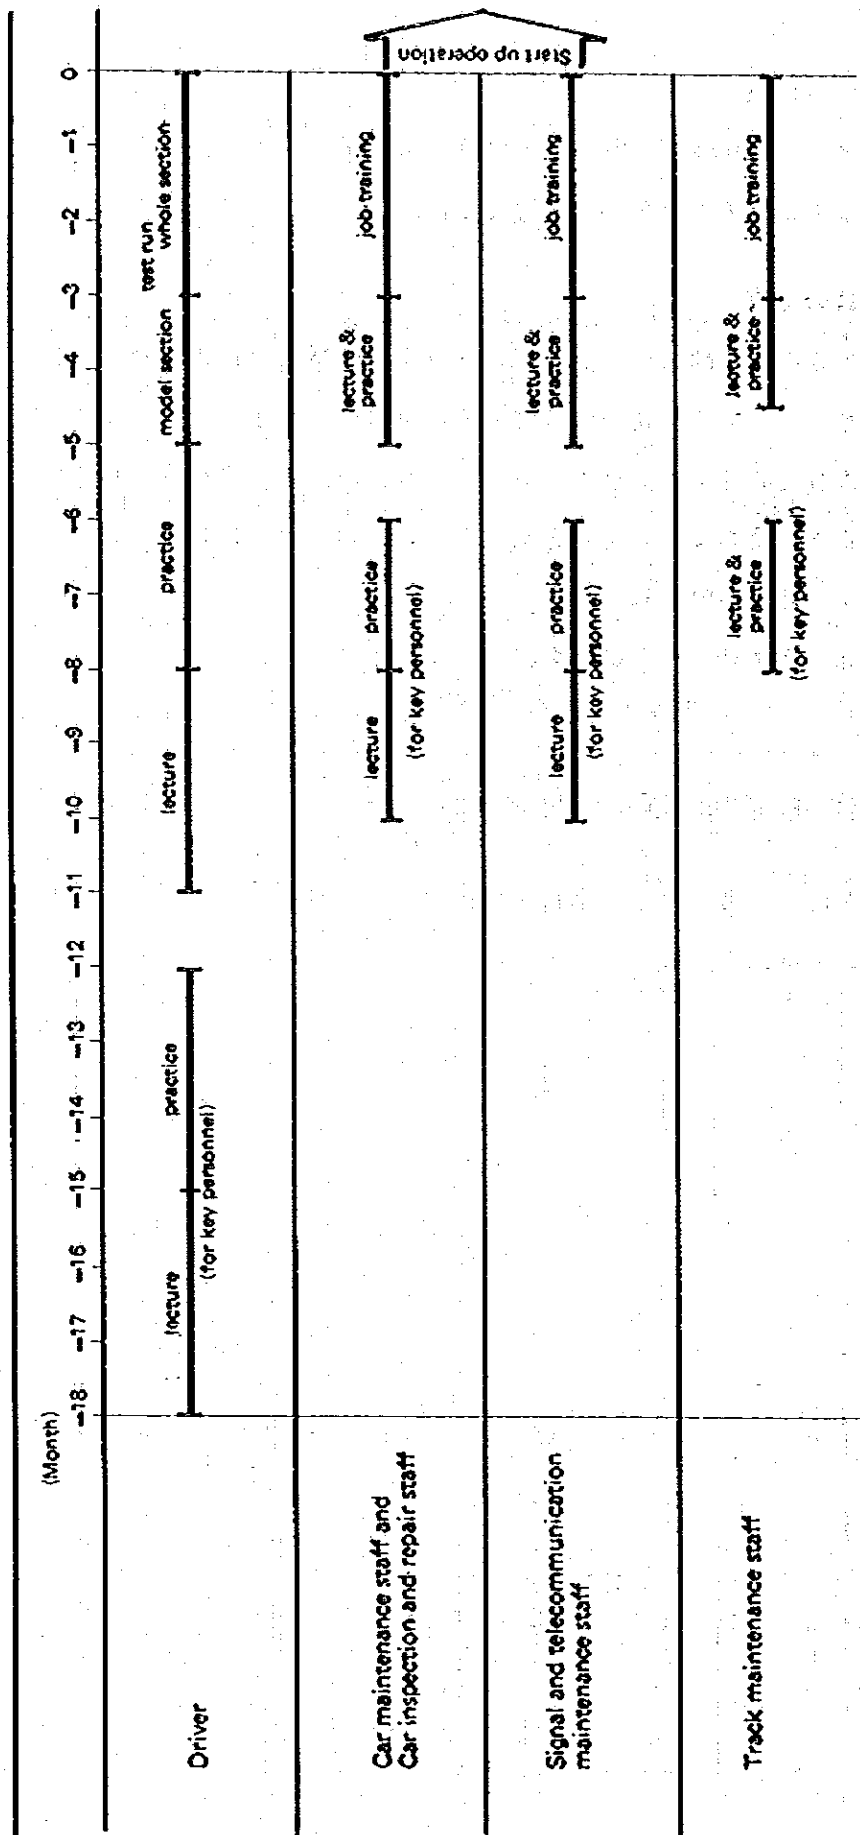 (Month)
-18 -17 -16 -15 -14 -13 -12 -11 -10 -9 -8 -7 -6 -5 -4 -3 -2 -1 0
Driver
lecture
practice
(for key personnel)
lecture
practice
model section
test run
whole section
Car maintenance staff and
Car inspection and repair staff
lecture
practice
(for key personnel)
lecture &
practice
job training
Start up operation
Signal and telecommunication
maintenance staff
lecture
practice
(for key personnel)
lecture &
practice
job training
Track maintenance staff
lecture &
practice
(for key personnel)
lecture &
practice
job training